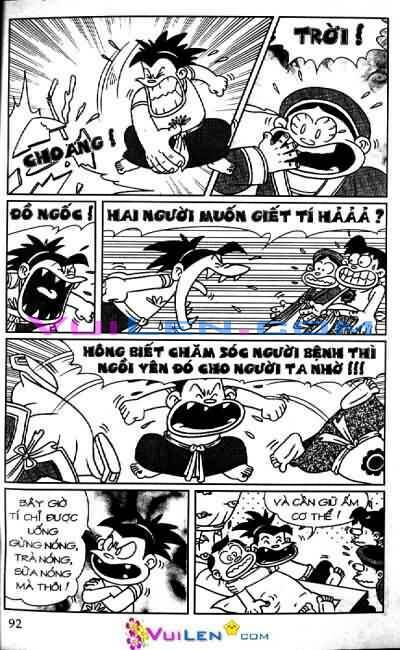 TRỜI !
CHOANG !
ĐỒ NGỐC !
HAI NGƯỜI MUỐN GIẾT TÍ HẢẢẢ ?
VUILEN.COM
HÔNG BIẾT CHĂM SÓC NGƯỜI BỆNH THÌ
NGỒI YÊN ĐÓ CHO NGƯỜI TA NHỜ !!!
BÂY GIỜ
TÍ CHỈ ĐƯỢC
UỐNG
GỪNG NÓNG,
TRÀ NÓNG,
SỮA NÓNG
MÀ THÔI !
VÀ CẦN GIỮ ẤM
CƠ THỂ !
92
VUILEN.COM